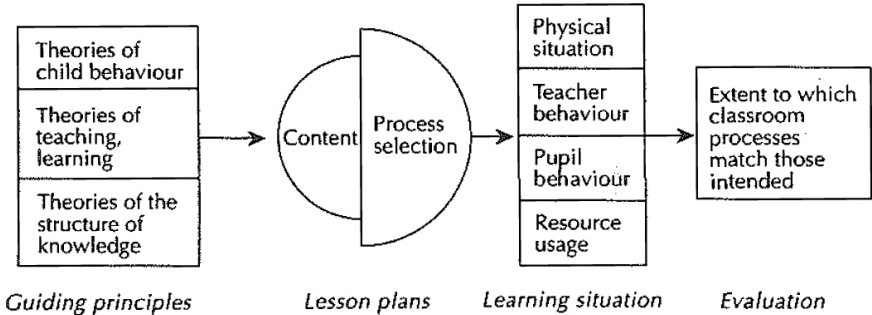 Theories of
child behaviour
Theories of
teaching,
learning
Theories of the
structure of
knowledge
Content
Process
selection
Physical
situation
Teacher
behaviour
Pupil
behaviour
Resource
usage
Extent to which
classroom
processes
match those
intended
Guiding principles
Lesson plans
Learning situation
Evaluation